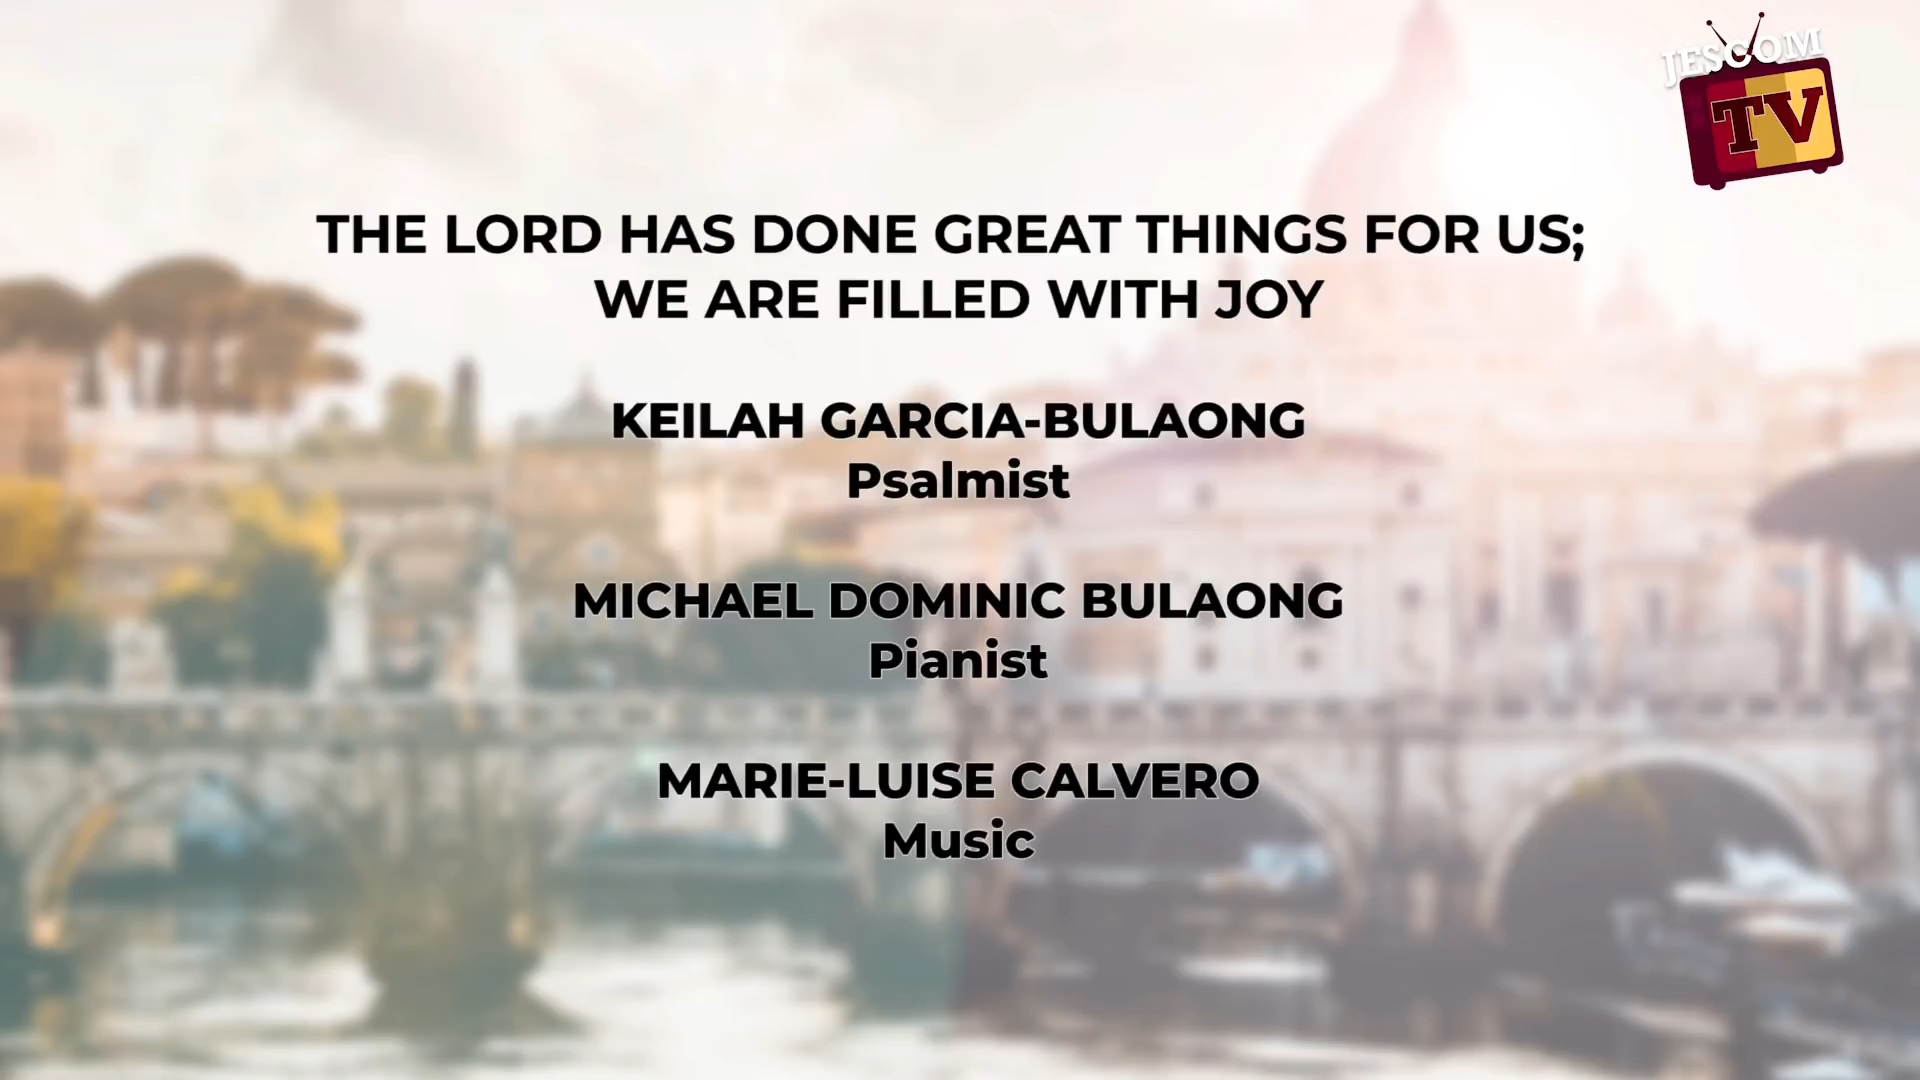 JESCOM
TV
THE LORD HAS DONE GREAT THINGS FOR US;
WE ARE FILLED WITH JOY
KEILAH GARCIA-BULAONG
Psalmist
MICHAEL DOMINIC BULAONG
Pianist
MARIE-LUISE CALVERO
Music